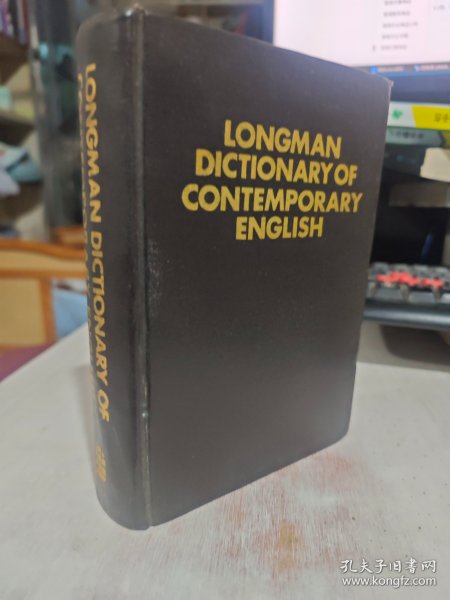 LONGMAN
DICTIONARY OF
CONTEMPORARY
ENGLISH
LONGMAN DICTIONARY OF
孔夫子旧书网
www.kongfz.com